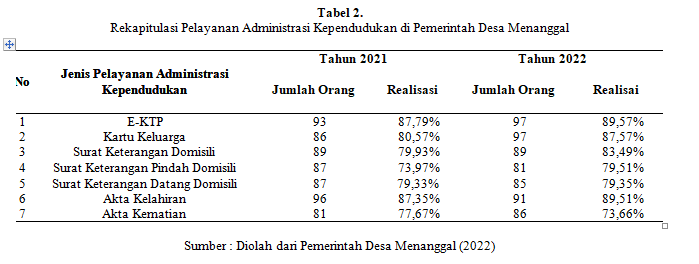 Tabel 2.
Rekapitulasi Pelayanan Administrasi Kependudukan di Pemerintah Desa Menanggal
No Jenis Pelayanan Administrasi Kependudukan Tahun 2021 Tahun 2022
Jumlah Orang Realisasi Jumlah Orang Realisai
1 E-KTP 93 87,79% 97 89,57%
2 Kartu Keluarga 86 80,57% 97 87,57%
3 Surat Keterangan Domisili 89 79,93% 89 83,49%
4 Surat Keterangan Pindah Domisili 87 73,97% 81 79,51%
5 Surat Keterangan Datang Domisili 87 79,33% 85 79,35%
6 Akta Kelahiran 96 87,35% 91 89,51%
7 Akta Kematian 81 77,67% 86 73,66%
Sumber : Diolah dari Pemerintah Desa Menanggal (2022)